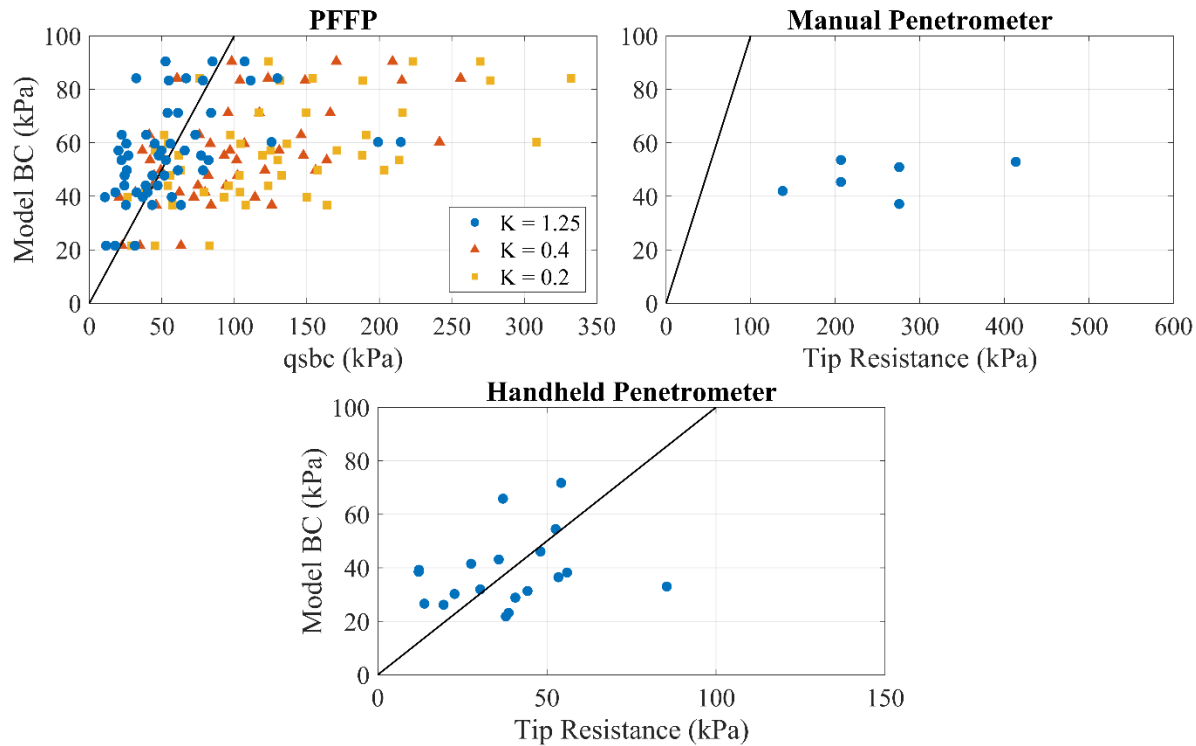 PFFP
Model BC (kPa)
100
80
60
40
20
0
0 50 100 150 200 250 300 350
qsbc (kPa)
K = 1.25
K = 0.4
K = 0.2
Manual Penetrometer
Model BC (kPa)
100
80
60
40
20
0
0 100 200 300 400 500 600
Tip Resistance (kPa)
Handheld Penetrometer
Model BC (kPa)
100
80
60
40
20
0
0 50 100 150
Tip Resistance (kPa)